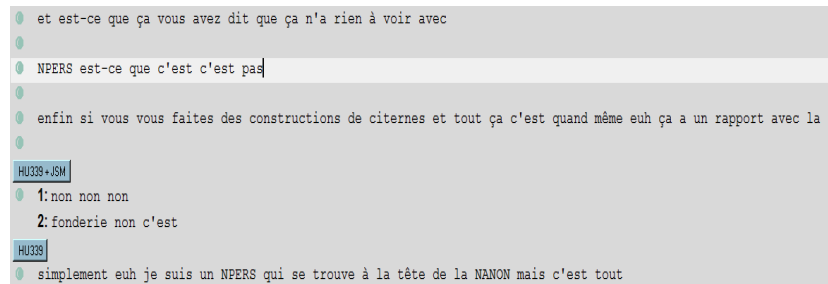 et est-ce que ça vous avez dit que ça n'a rien à voir avec
NPERS est-ce que c'est c'est pas
enfin si vous vous faites des constructions de citernes et tout ça c'est quand même euh ça a un rapport avec la
HU339+JSM
1: non non non
2: fonderie non c'est
HU339
simplement euh je suis un NPERS qui se trouve à la tête de la NANON mais c'est tout